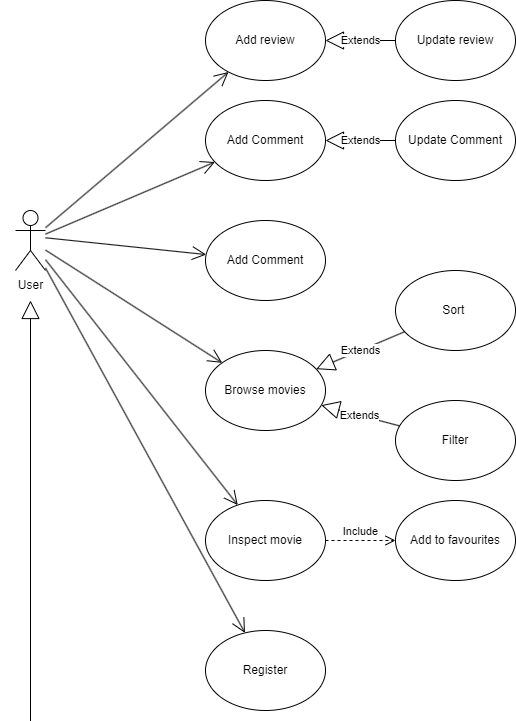 Add review
Extends
Update review
Add Comment
Extends
Update Comment
Add Comment
User
Sort
Extends
Browse movies
Extends
Filter
Inspect movie
Include
Add to favourites
Register